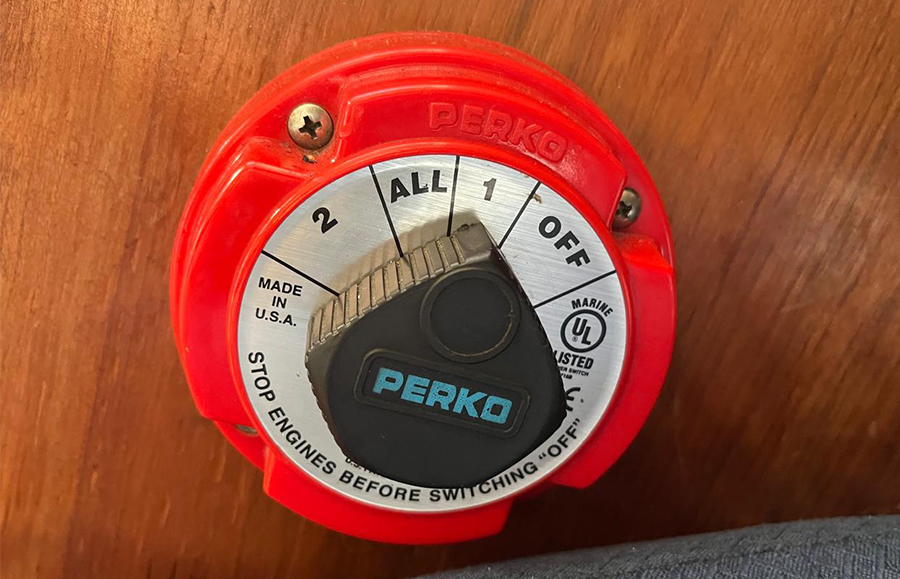 PERKO
2
ALL
1
OFF
MADE
IN
U.S.A.
MARINE
UL
®
LISTED
PERKO
STOP ENGINES BEFORE SWITCHING "OFF"